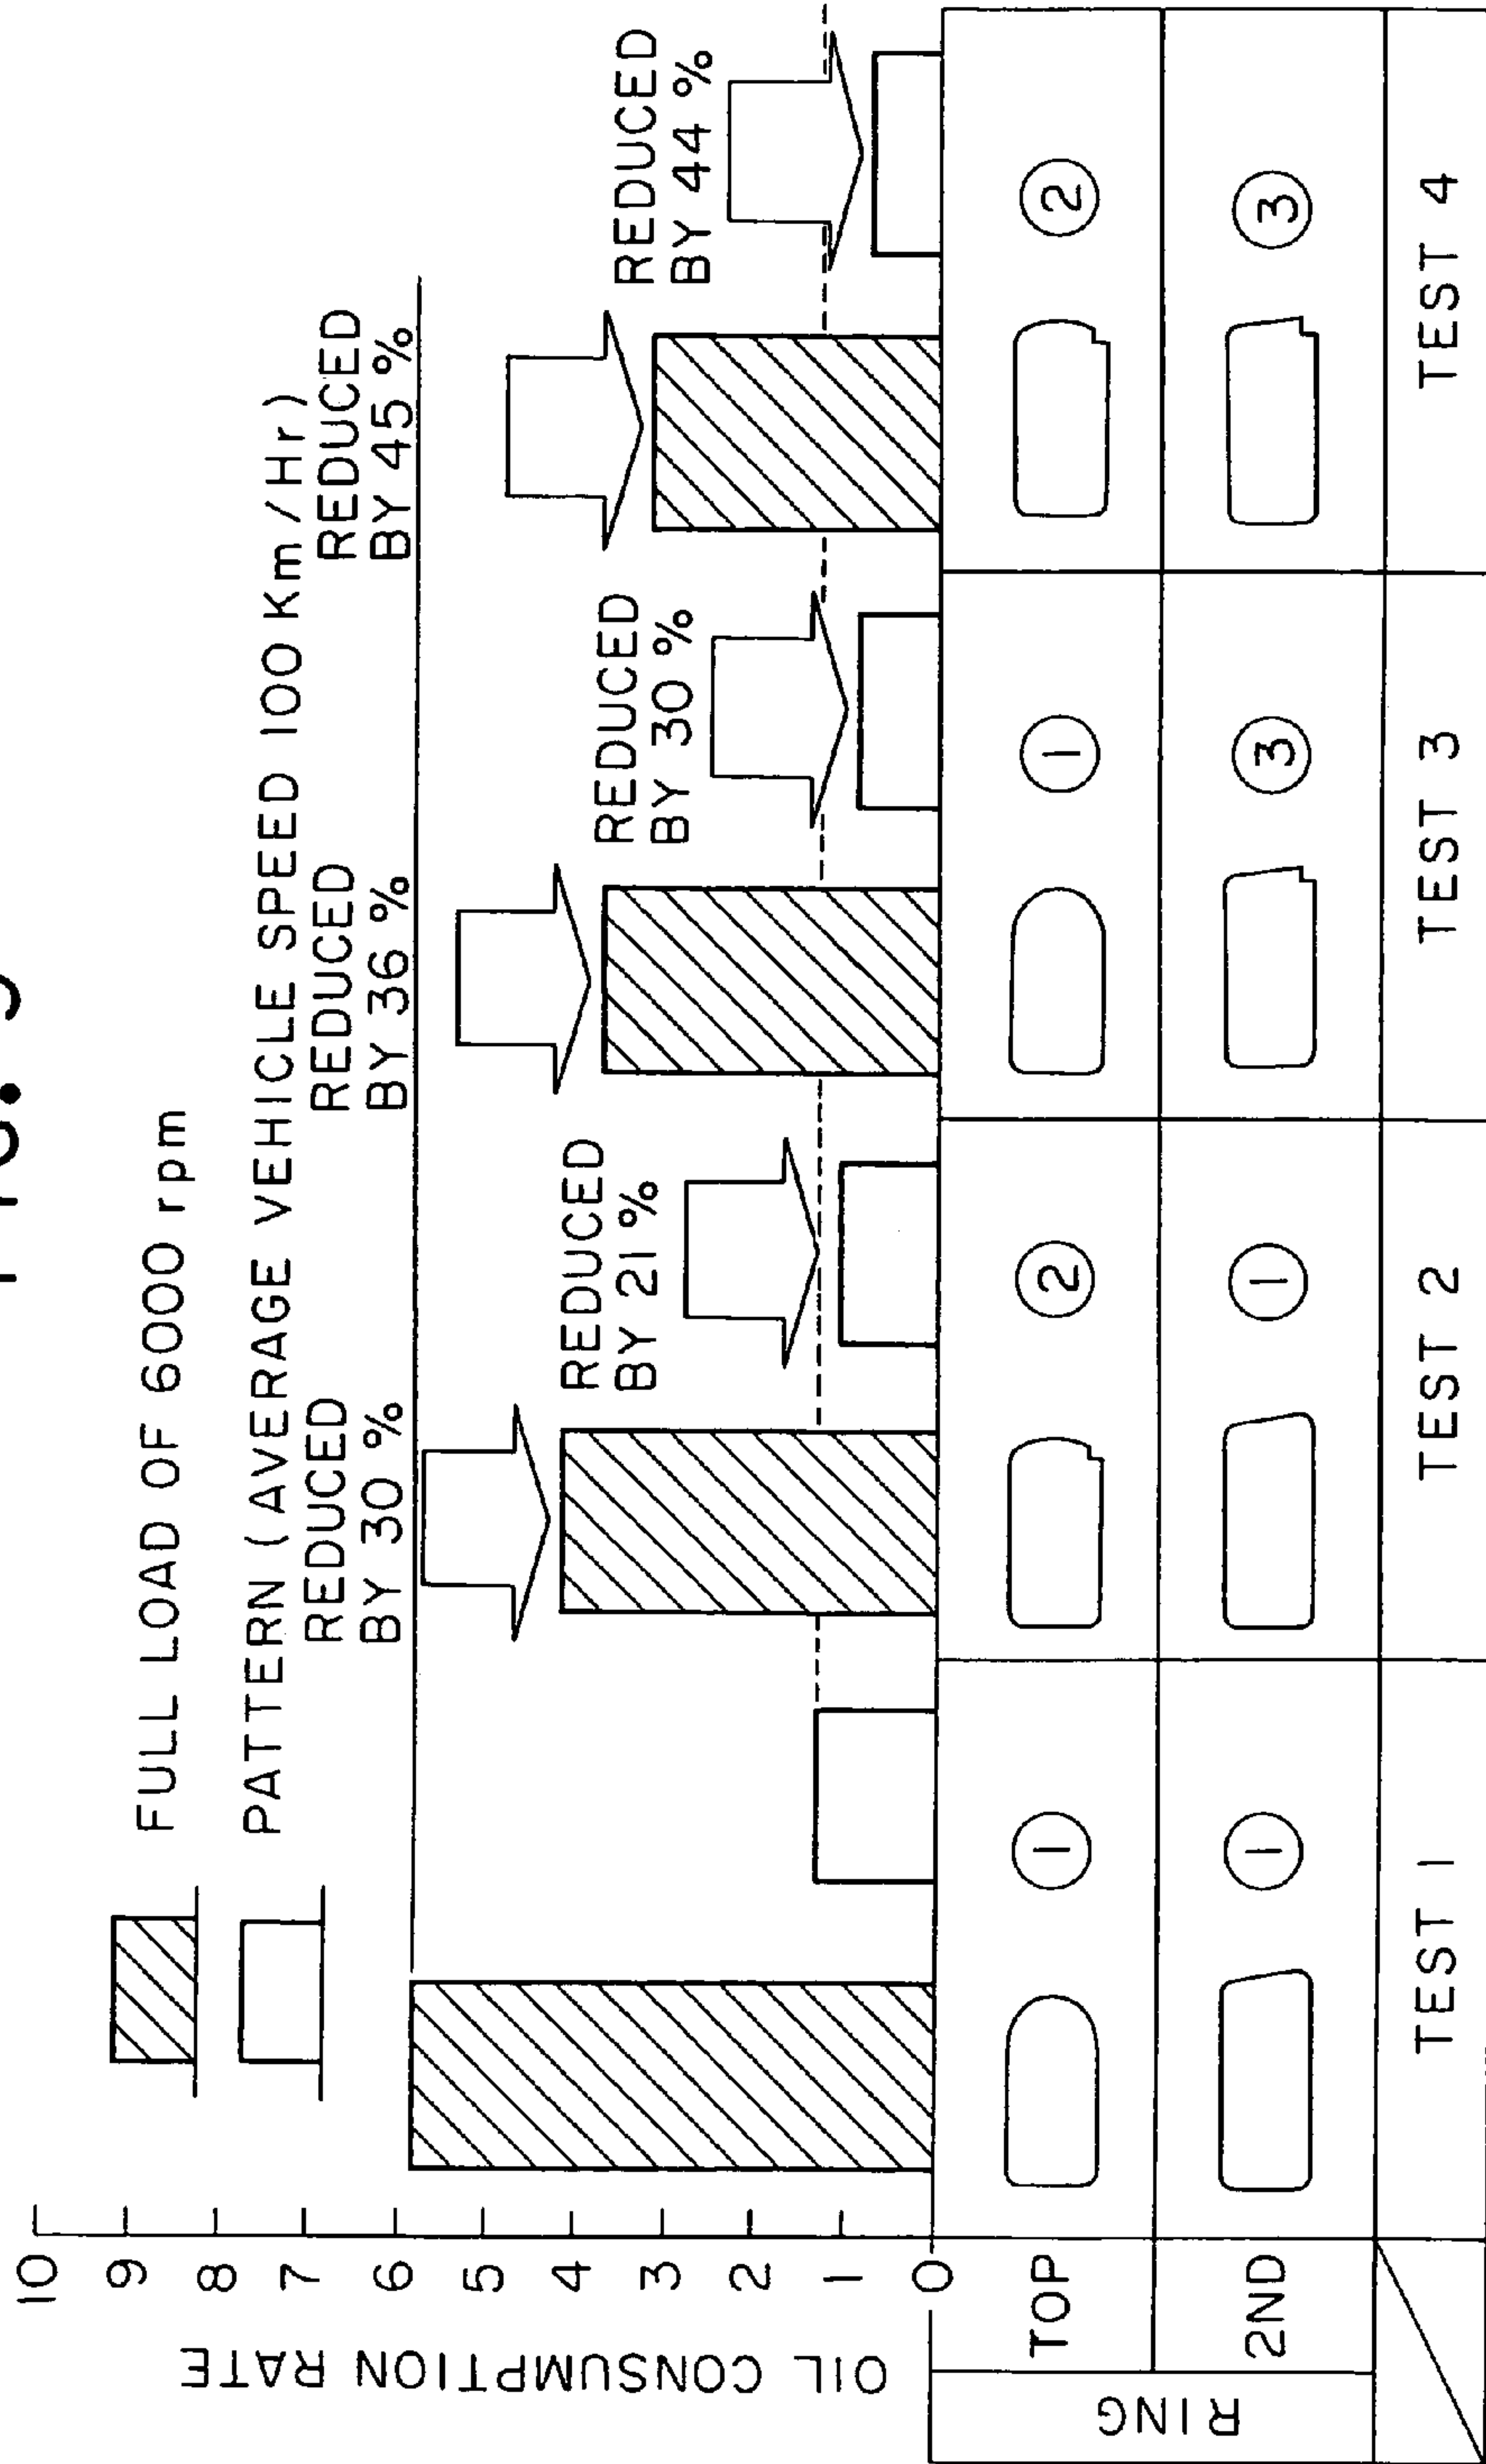 FULL LOAD OF 6000 rpm
PATTERN (AVERAGE VEHICLE SPEED 100 Km/Hr)
REDUCED
BY 30 %
REDUCED
BY 21 %
REDUCED
BY 36 %
REDUCED
BY 30 %
REDUCED
BY 45 %
REDUCED
BY 44 %
OIL CONSUMPTION RATE
10
9
8
7
6
5
4
3
2
1
0
RING
TOP
① ② ① ②
2ND
① ① ③ ③
TEST 1 TEST 2 TEST 3 TEST 4